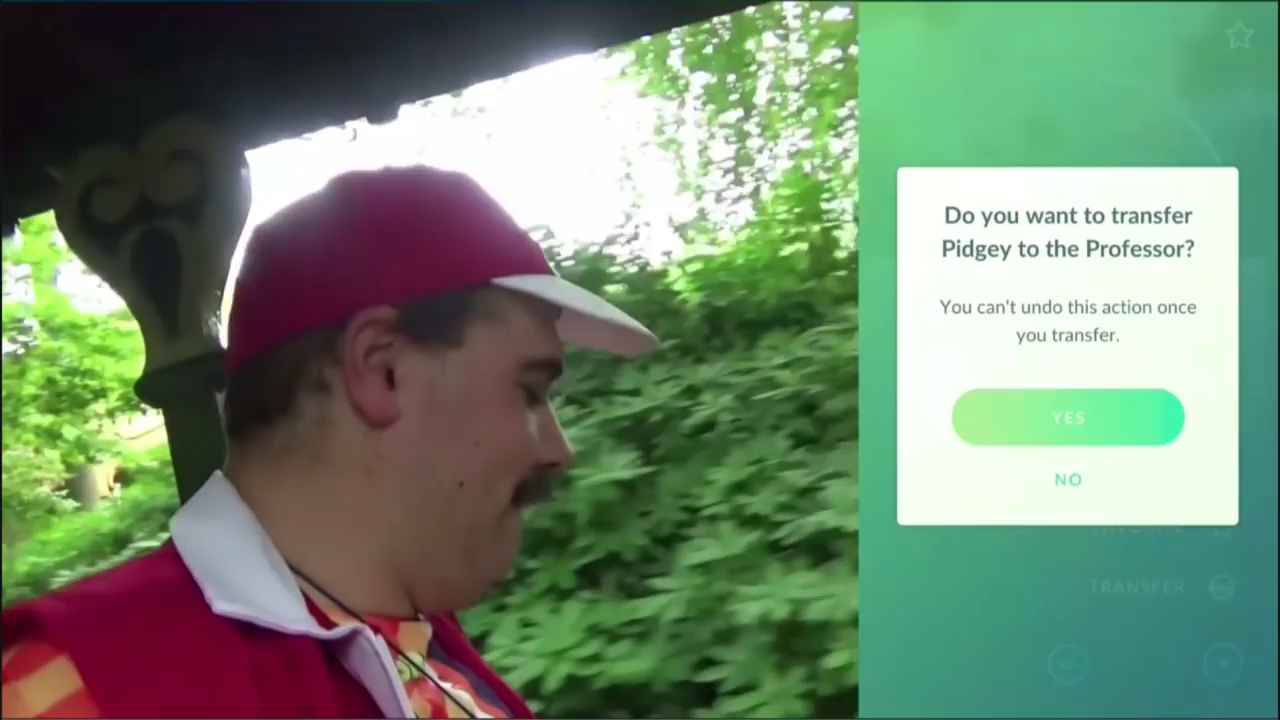 Do you want to transfer
Pidgey to the Professor?
You can't undo this action once
you transfer.
YES
NO
TRANSFER